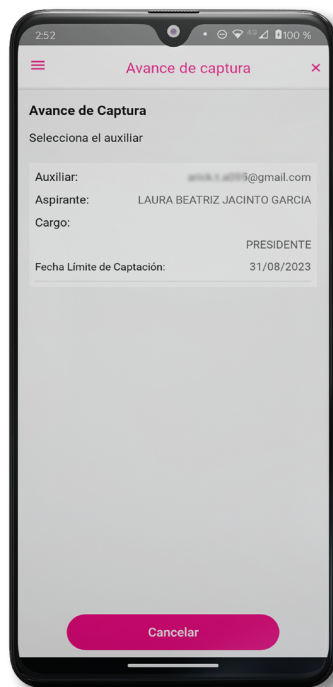 2:52
4G
100 %
Avance de captura
×
Avance de Captura
Selecciona el auxiliar
Auxiliar: @gmail.com
Aspirante: LAURA BEATRIZ JACINTO GARCIA
Cargo:
PRESIDENTE
Fecha Límite de Captación: 31/08/2023
Cancelar